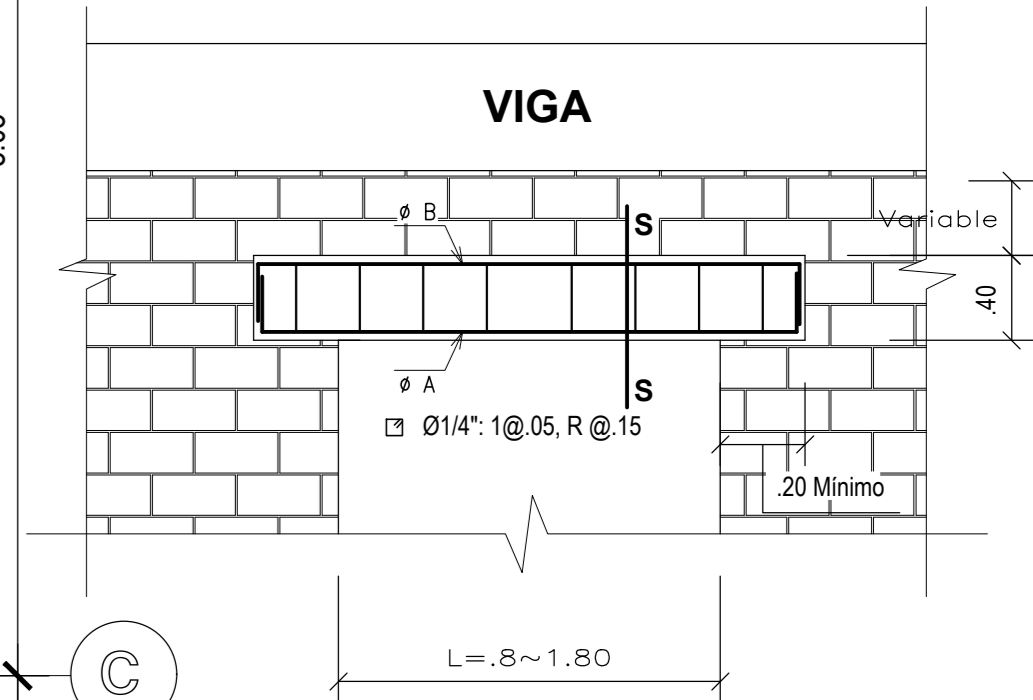 VIGA
ø B
S
Variable
.40
ø A
S
Ø1/4": 1@.05, R @.15
.20 Mínimo
L=.8~1.80
C